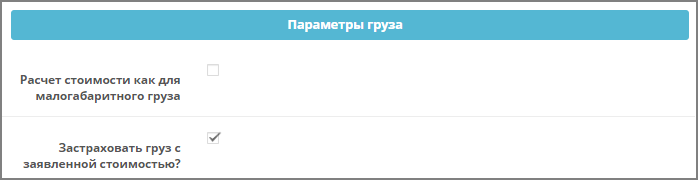 Параметры груза
Расчет стоимости как для
малогабаритного груза
Застраховать груз с
заявленной стоимостью?